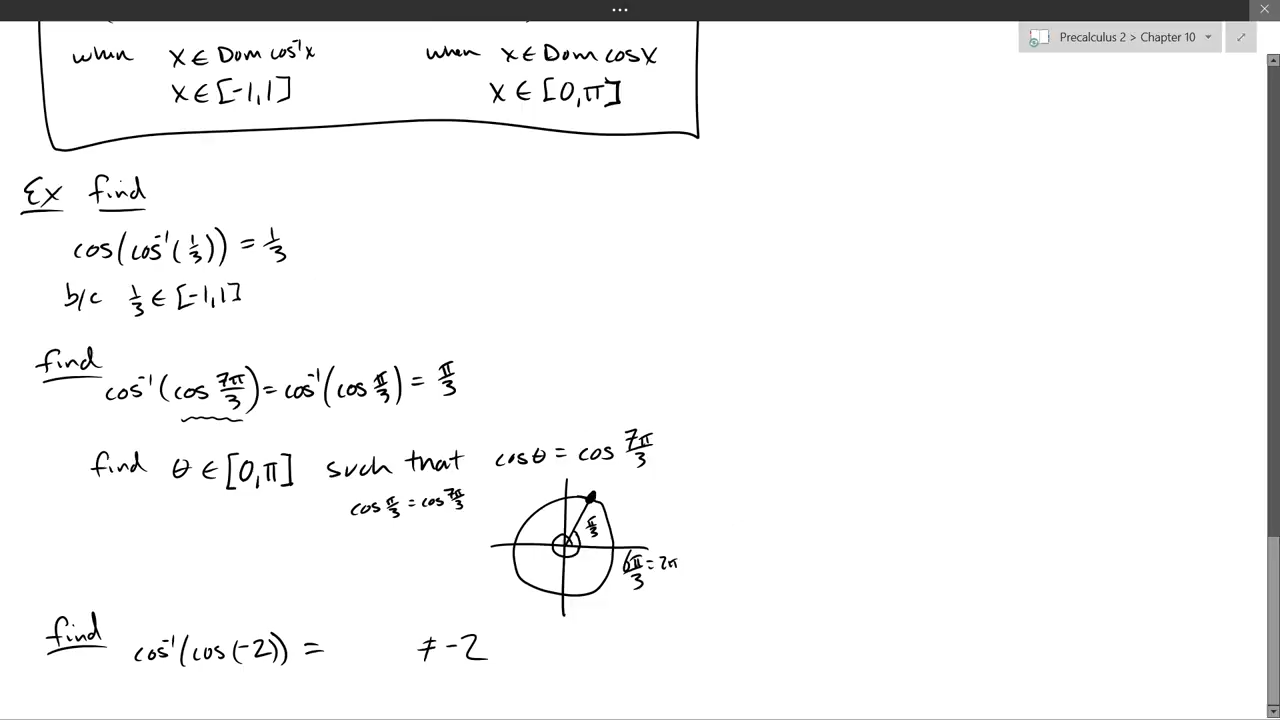 ...
Precalculus 2 > Chapter 10
when x ∈ Dom cos⁻¹x when x ∈ Dom cos x
x ∈ [-1,1] x ∈ [0,π]
Ex find
cos(cos⁻¹(1/3)) = 1/3
b/c 1/3 ∈ [-1,1]
find
cos⁻¹(cos 7π/3) = cos⁻¹(cos π/3) = π/3
find θ ∈ [0,π] such that cosθ = cos 7π/3
cos π/3 = cos 7π/3
π/3
6π/3 = 2π
find
cos⁻¹(cos(-2)) = ≠ -2